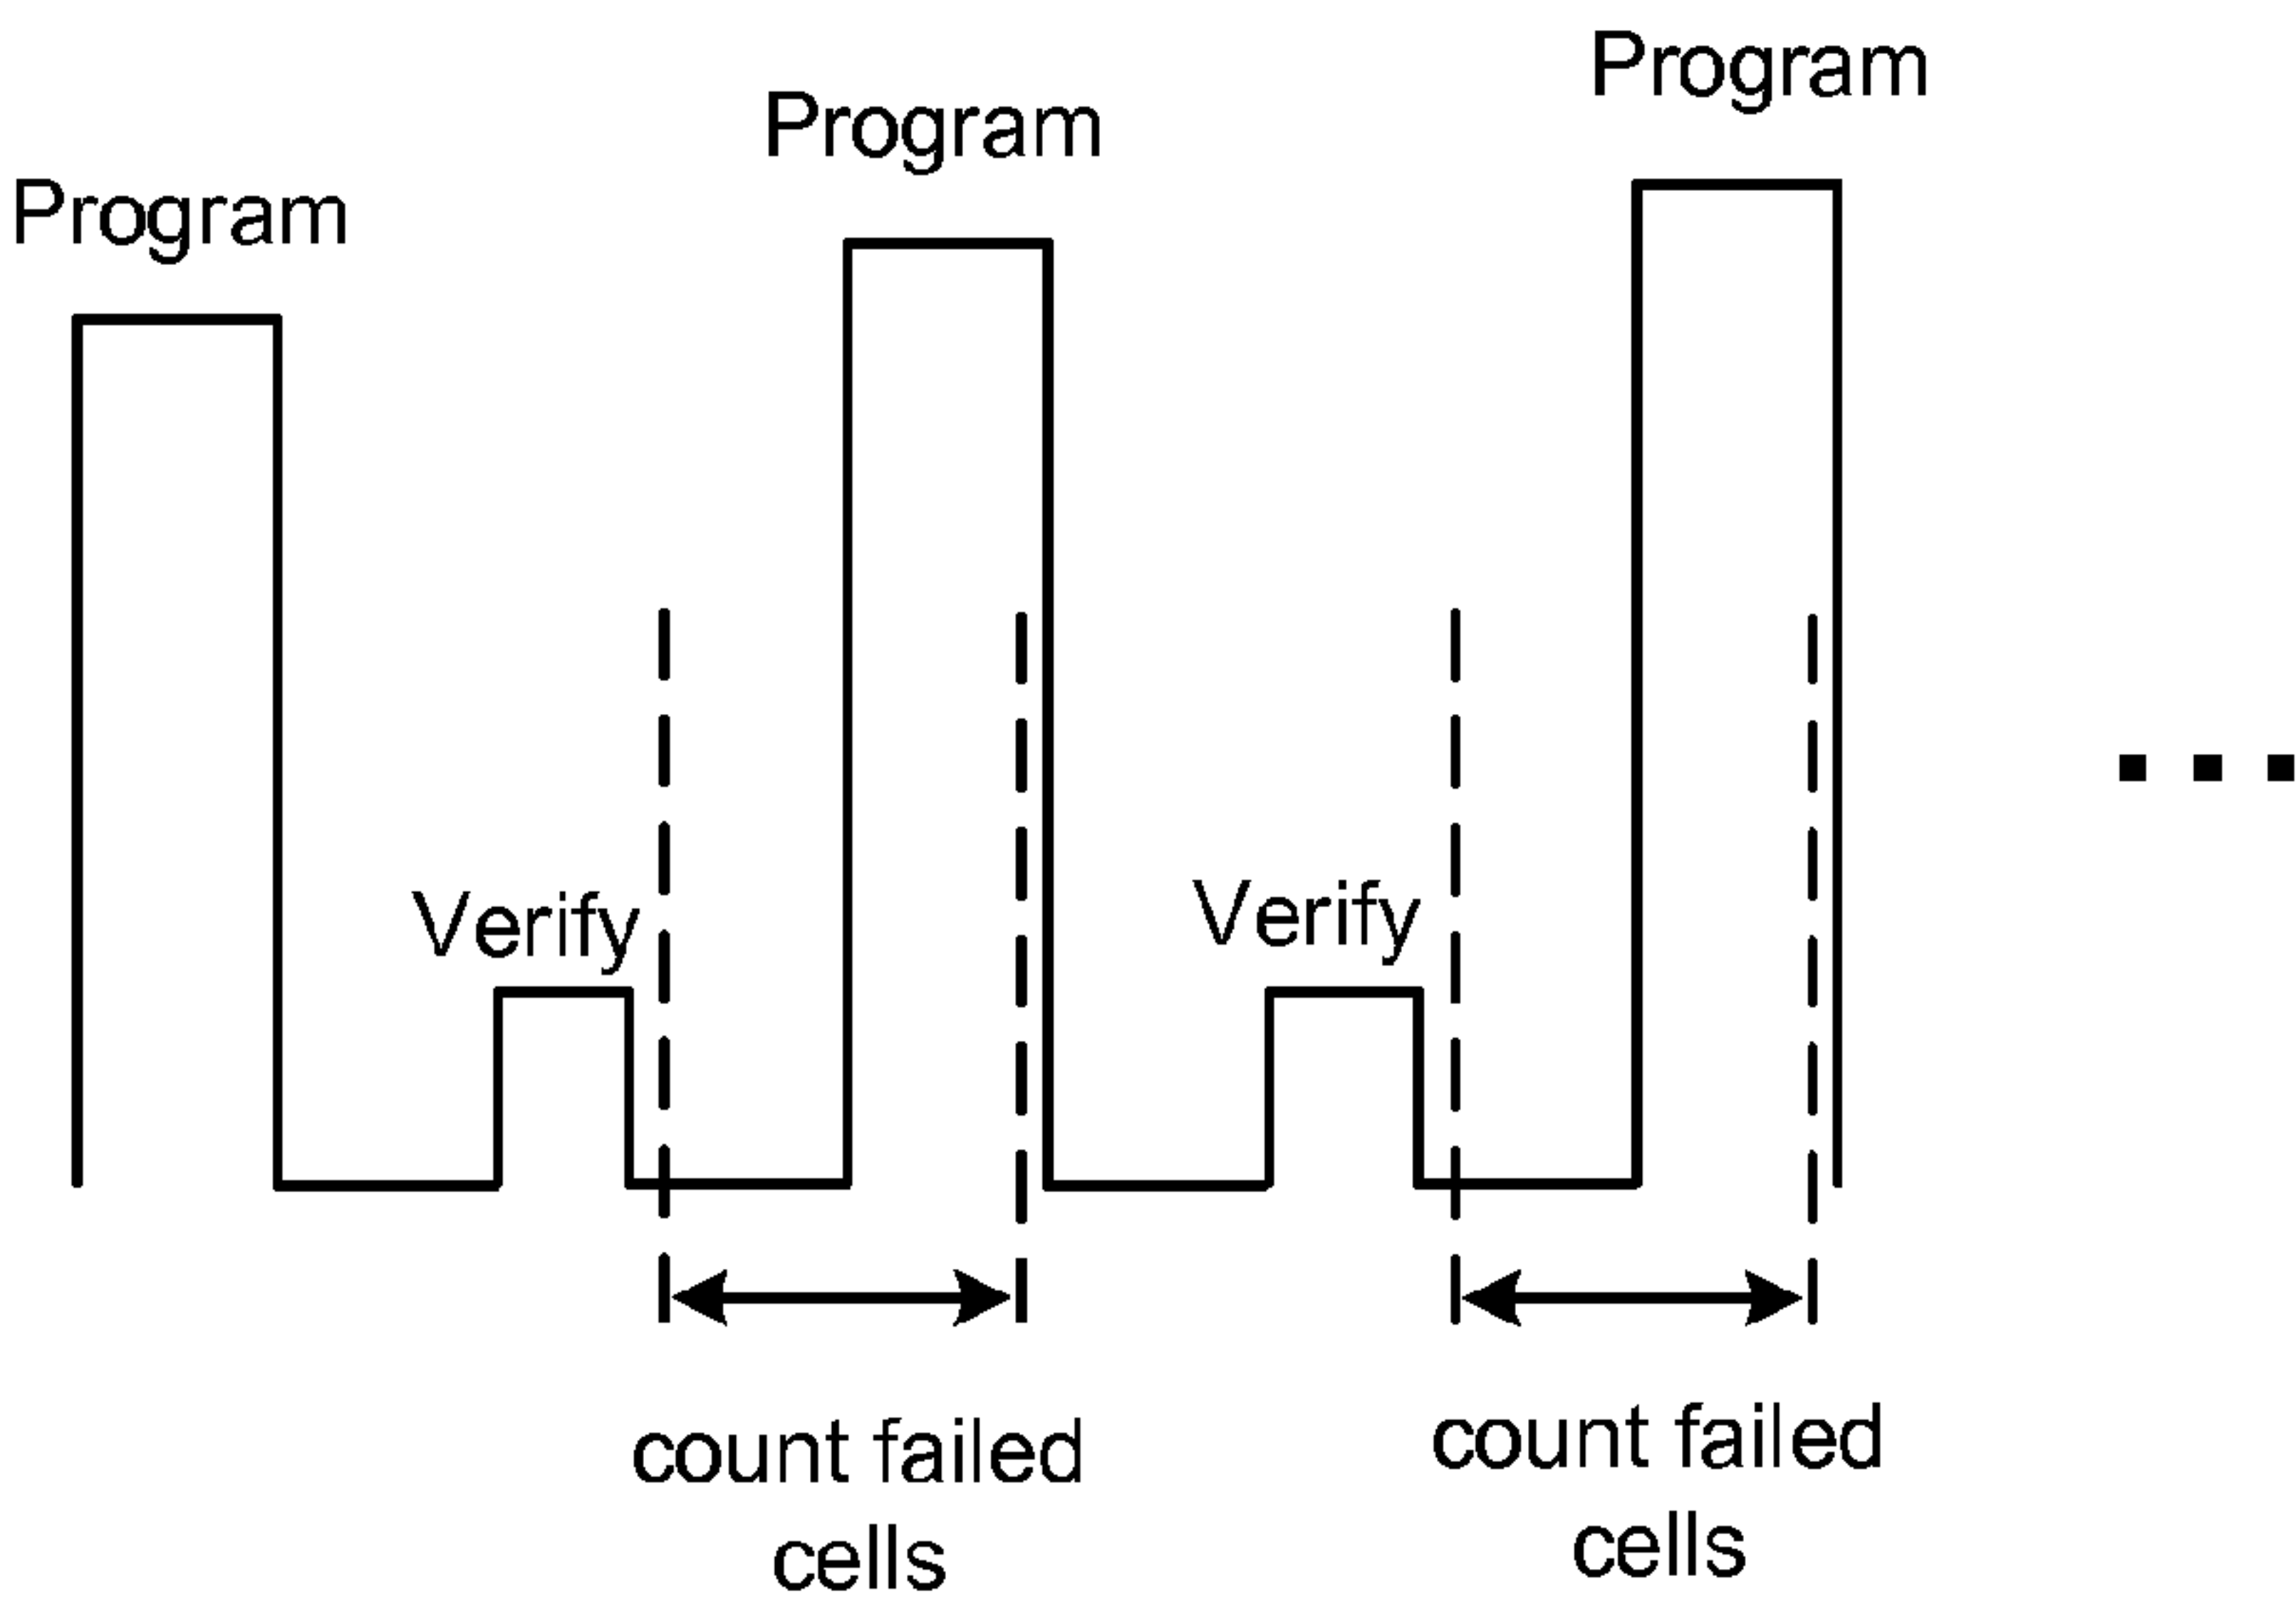 Program
Program
Program
Verify
Verify
count failed
cells
count failed
cells